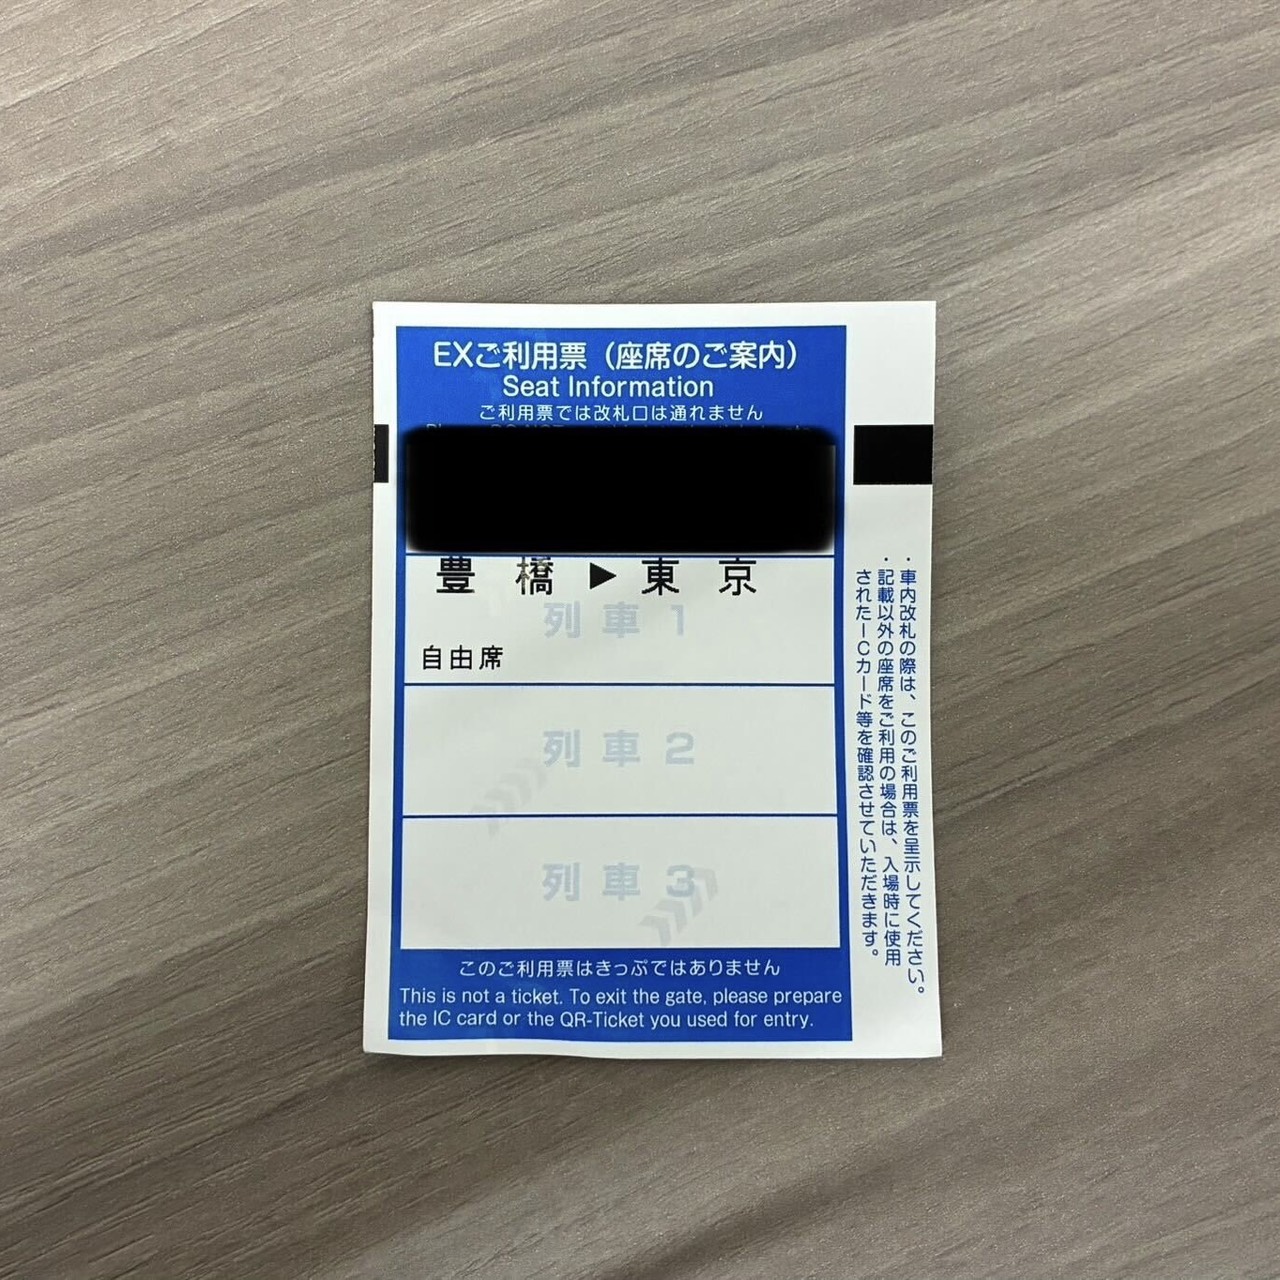 EXご利用票（座席のご案内）
Seat Information
ご利用票では改札口は通れません
豊橋▶東京
列車1
自由席
列車2
列車3
このご利用票はきっぷではありません
This is not a ticket. To exit the gate, please prepare
the IC card or the QR-Ticket you used for entry.
・車内改札の際は、このご利用票を呈示してください。
・記載以外の座席をご利用の場合は、入場時に使用
されたICカード等を確認させていただきます。